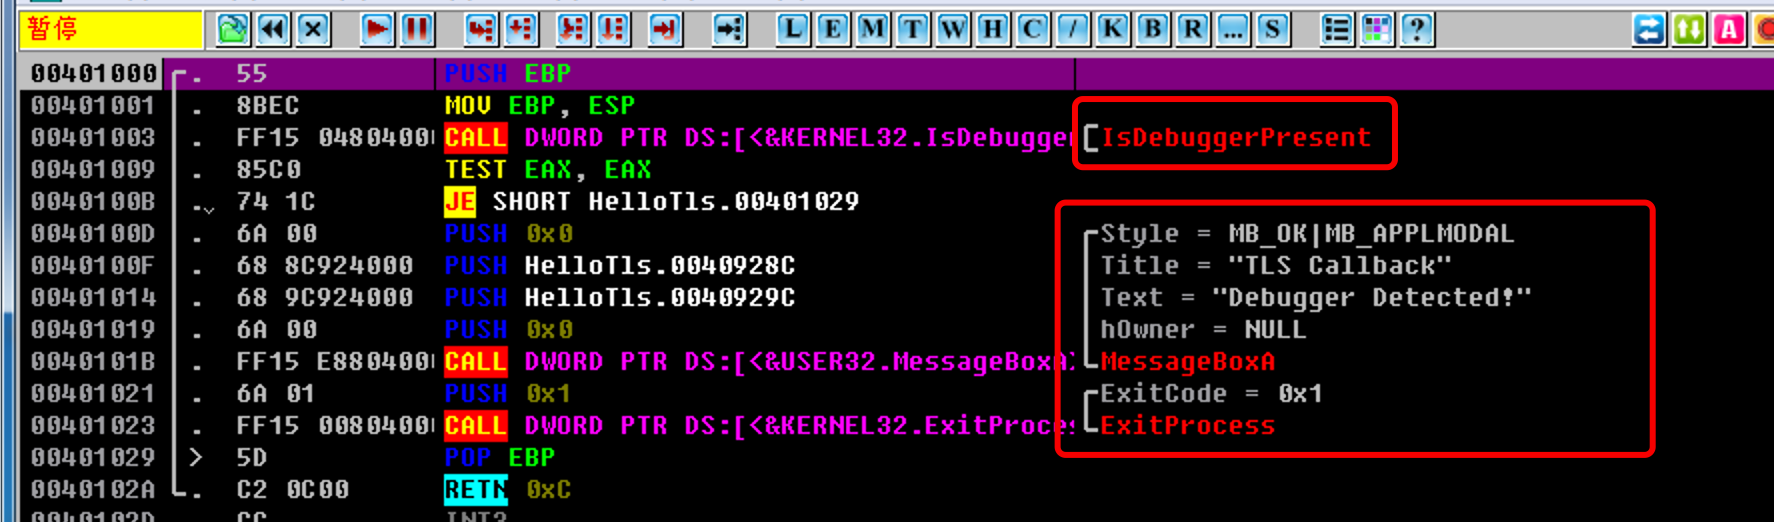 暂停 L E M T W H C / K B R ... S ? A
00401000 . 55 PUSH EBP
00401001 . 8BEC MOV EBP, ESP
00401003 . FF15 04804000 CALL DWORD PTR DS:[<&KERNEL32.IsDebugger [IsDebuggerPresent
00401009 . 85C0 TEST EAX, EAX
0040100B . 74 1C JE SHORT HelloTls.00401029
0040100D . 6A 00 PUSH 0x0 Style = MB_OK|MB_APPLMODAL
0040100F . 68 8C924000 PUSH HelloTls.0040928C Title = "TLS Callback"
00401014 . 68 9C924000 PUSH HelloTls.0040929C Text = "Debugger Detected!"
00401019 . 6A 00 PUSH 0x0 hOwner = NULL
0040101B . FF15 E8804000 CALL DWORD PTR DS:[<&USER32.MessageBoxA> MessageBoxA
00401021 . 6A 01 PUSH 0x1 ExitCode = 0x1
00401023 . FF15 00804000 CALL DWORD PTR DS:[<&KERNEL32.ExitProces ExitProcess
00401029 > 5D POP EBP
0040102A . C2 0C00 RETN 0xC
0040102D CC INT3